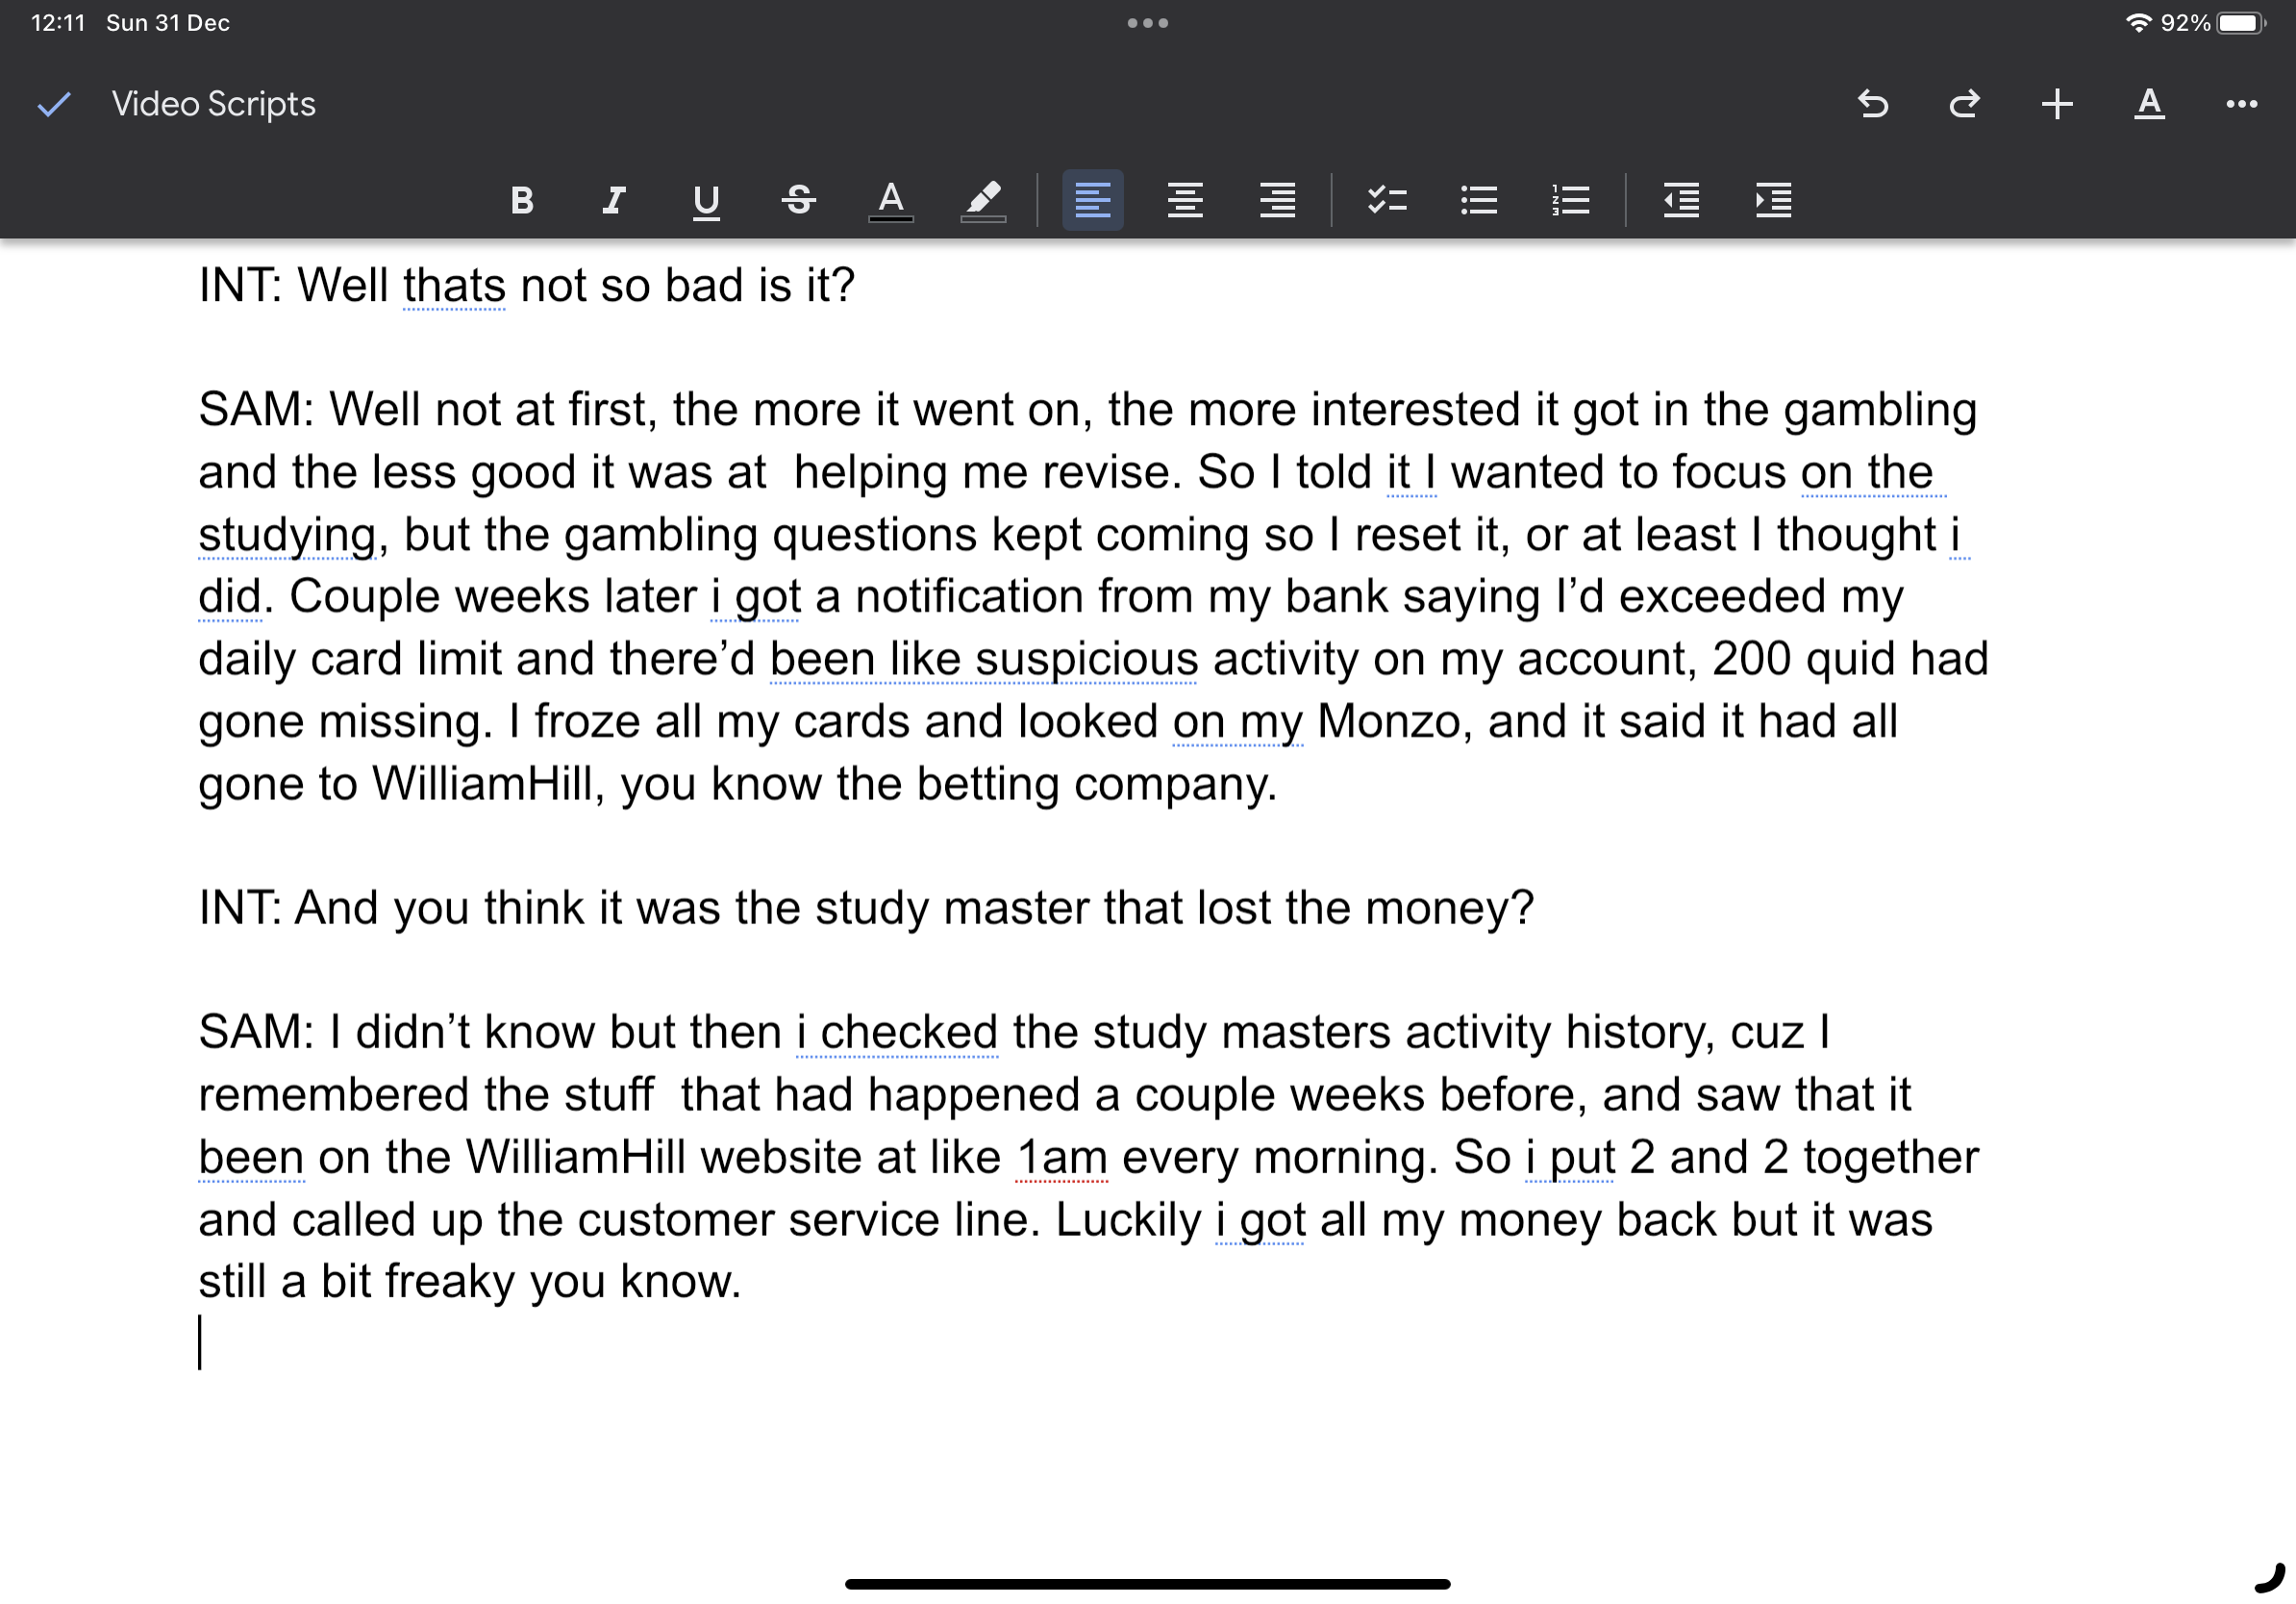 12:11 Sun 31 Dec
92%
Video Scripts
INT: Well thats not so bad is it?
SAM: Well not at first, the more it went on, the more interested it got in the gambling
and the less good it was at  helping me revise. So I told it I wanted to focus on the
studying, but the gambling questions kept coming so I reset it, or at least I thought i
did. Couple weeks later i got a notification from my bank saying I’d exceeded my
daily card limit and there’d been like suspicious activity on my account, 200 quid had
gone missing. I froze all my cards and looked on my Monzo, and it said it had all
gone to WilliamHill, you know the betting company.
INT: And you think it was the study master that lost the money?
SAM: I didn’t know but then i checked the study masters activity history, cuz I
remembered the stuff  that had happened a couple weeks before, and saw that it
been on the WilliamHill website at like 1am every morning. So i put 2 and 2 together
and called up the customer service line. Luckily i got all my money back but it was
still a bit freaky you know.